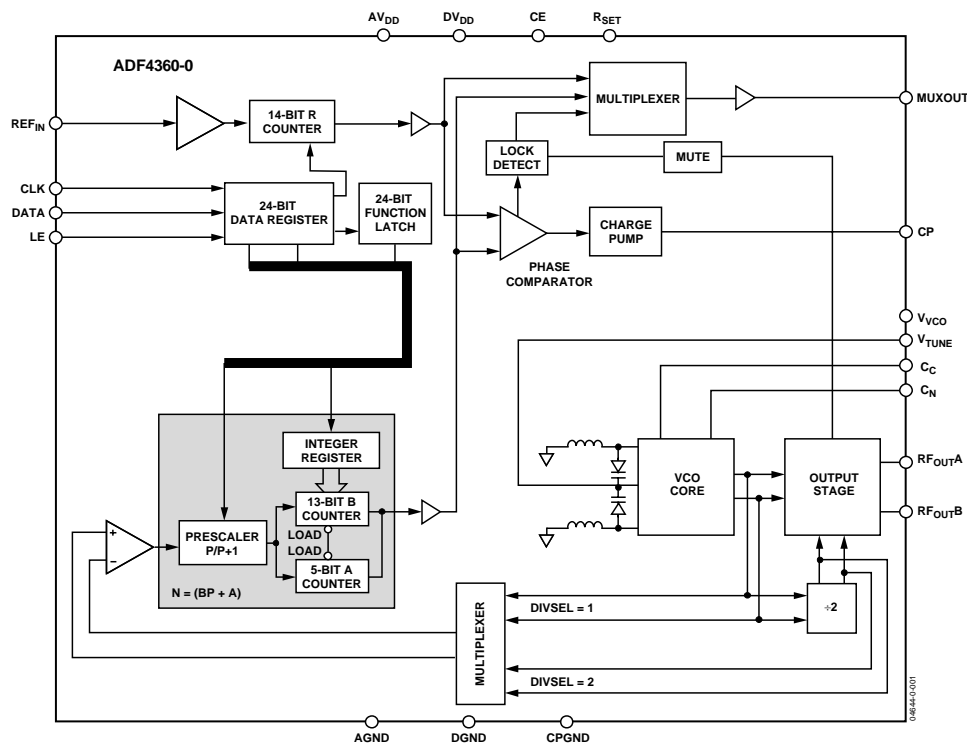 AVDD
DVDD
CE
RSET
ADF4360-0
REFIN
14-BIT R
COUNTER
MULTIPLEXER
MUXOUT
LOCK
DETECT
MUTE
CLK
DATA
LE
24-BIT
DATA REGISTER
24-BIT
FUNCTION
LATCH
CHARGE
PUMP
CP
PHASE
COMPARATOR
VVCO
VTUNE
CC
CN
INTEGER
REGISTER
13-BIT B
COUNTER
LOAD
LOAD
5-BIT A
COUNTER
PRESCALER
P/P+1
+
−
N = (BP + A)
VCO
CORE
OUTPUT
STAGE
RFOUTA
RFOUTB
MULTIPLEXER
DIVSEL = 1
DIVSEL = 2
÷2
04644-0-001
AGND
DGND
CPGND